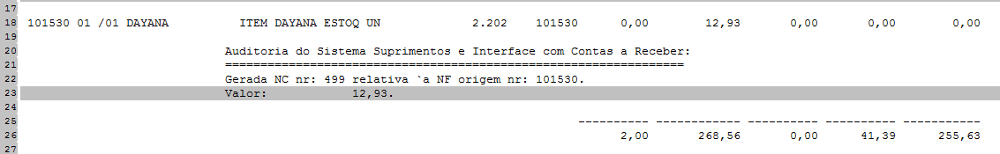 17
18 101530 01 /01 DAYANA ITEM DAYANA ESTOQ UN 2.202 101530 0,00 12,93 0,00 0,00 0,00
19
20 Auditoria do Sistema Suprimentos e Interface com Contas a Receber:
21 =================================================================
22 Gerada NC nr: 499 relativa `a NF origem nr: 101530.
23 Valor: 12,93.
24
25 ---------- ------------ ---------- ---------- -----------
26 2,00 268,56 0,00 41,39 255,63
27